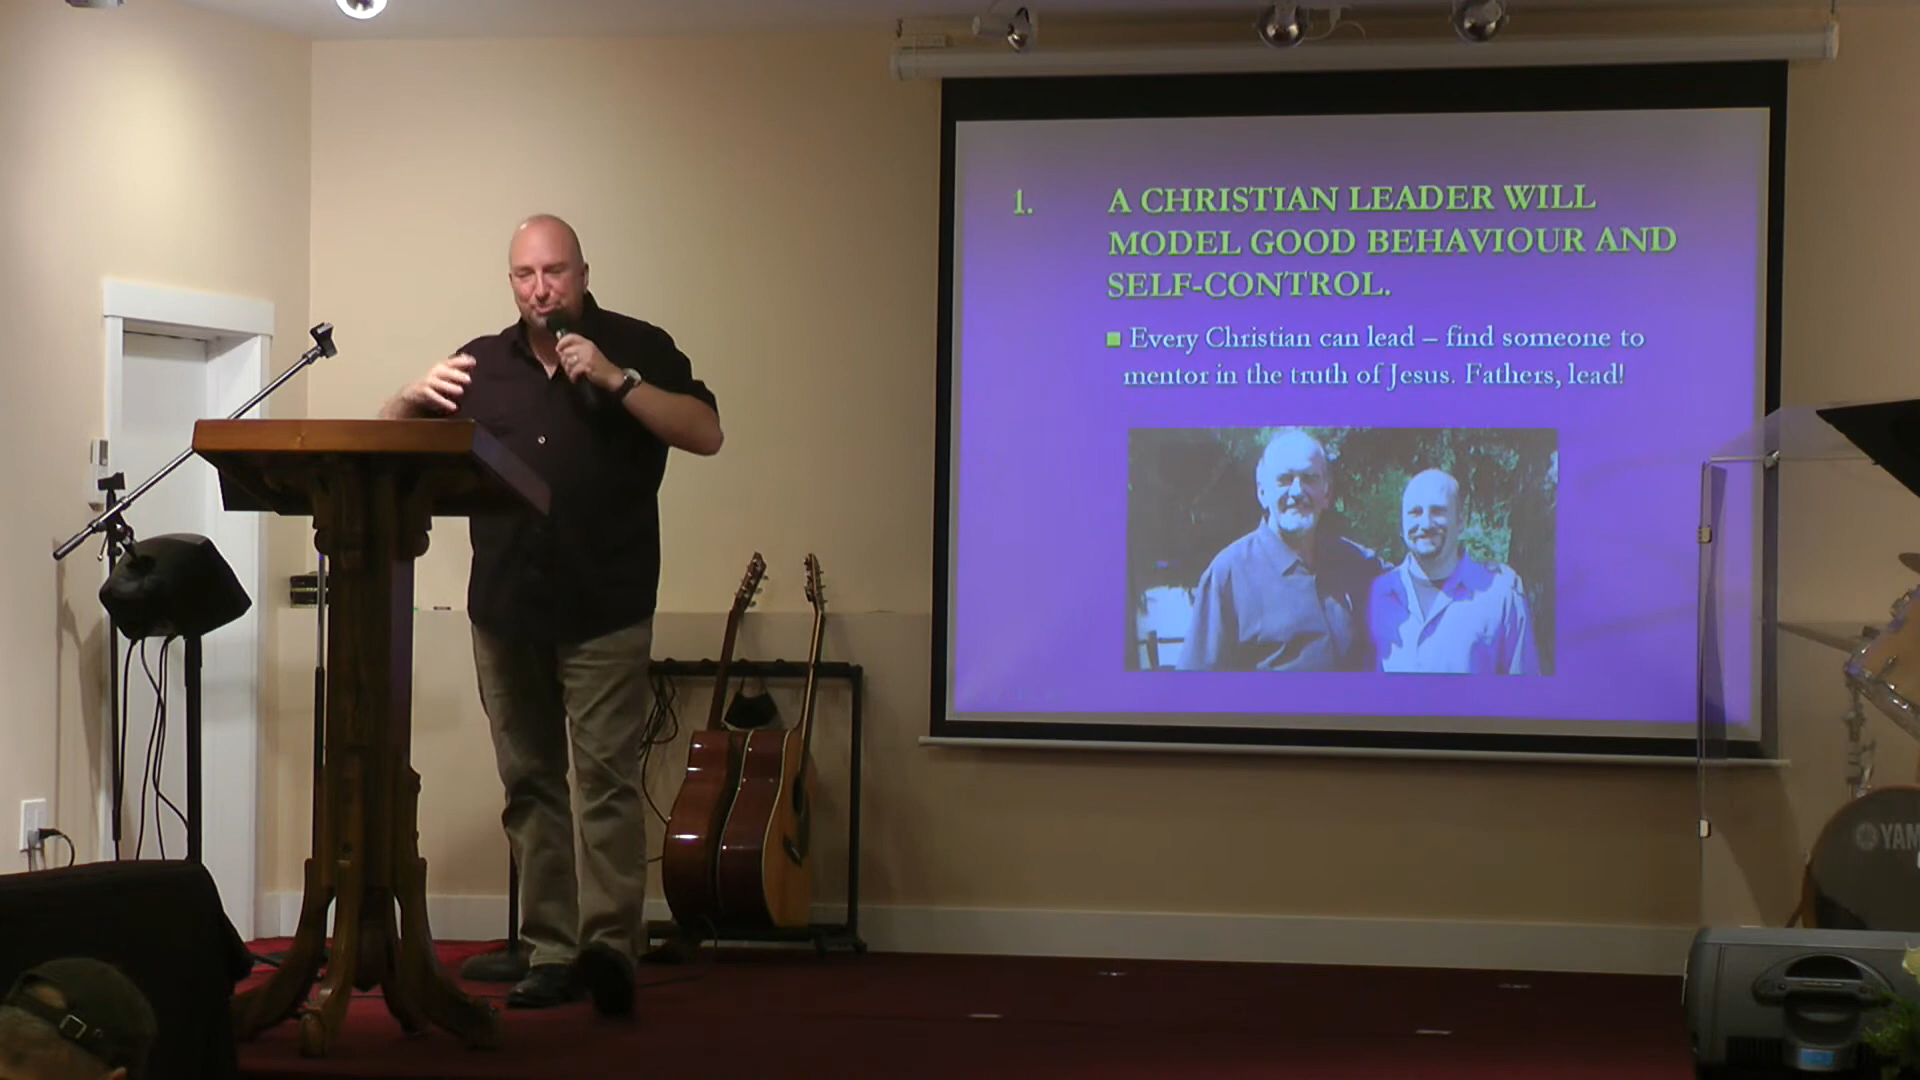 1. A CHRISTIAN LEADER WILL
MODEL GOOD BEHAVIOUR AND
SELF-CONTROL.
Every Christian can lead – find someone to
mentor in the truth of Jesus. Fathers, lead!
YAM